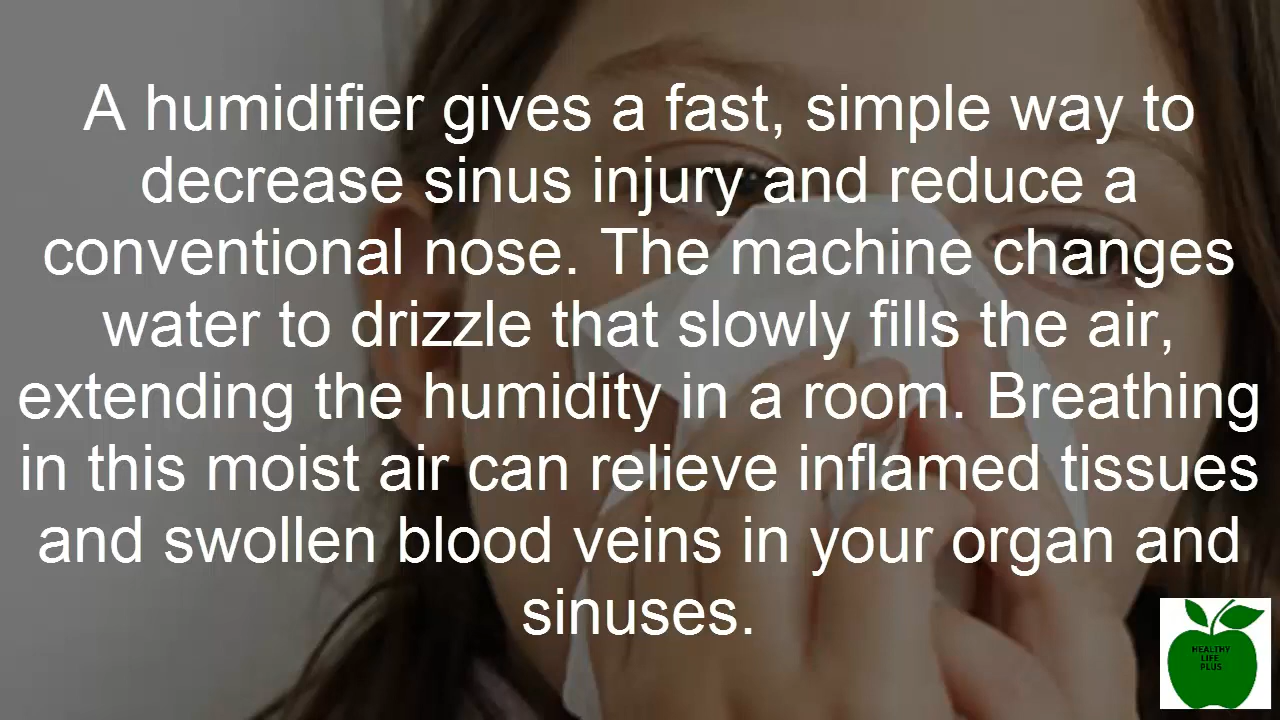 A humidifier gives a fast, simple way to
decrease sinus injury and reduce a
conventional nose. The machine changes
water to drizzle that slowly fills the air,
extending the humidity in a room. Breathing
in this moist air can relieve inflamed tissues
and swollen blood veins in your organ and
sinuses.
HEALTHY
LIFE
PLUS